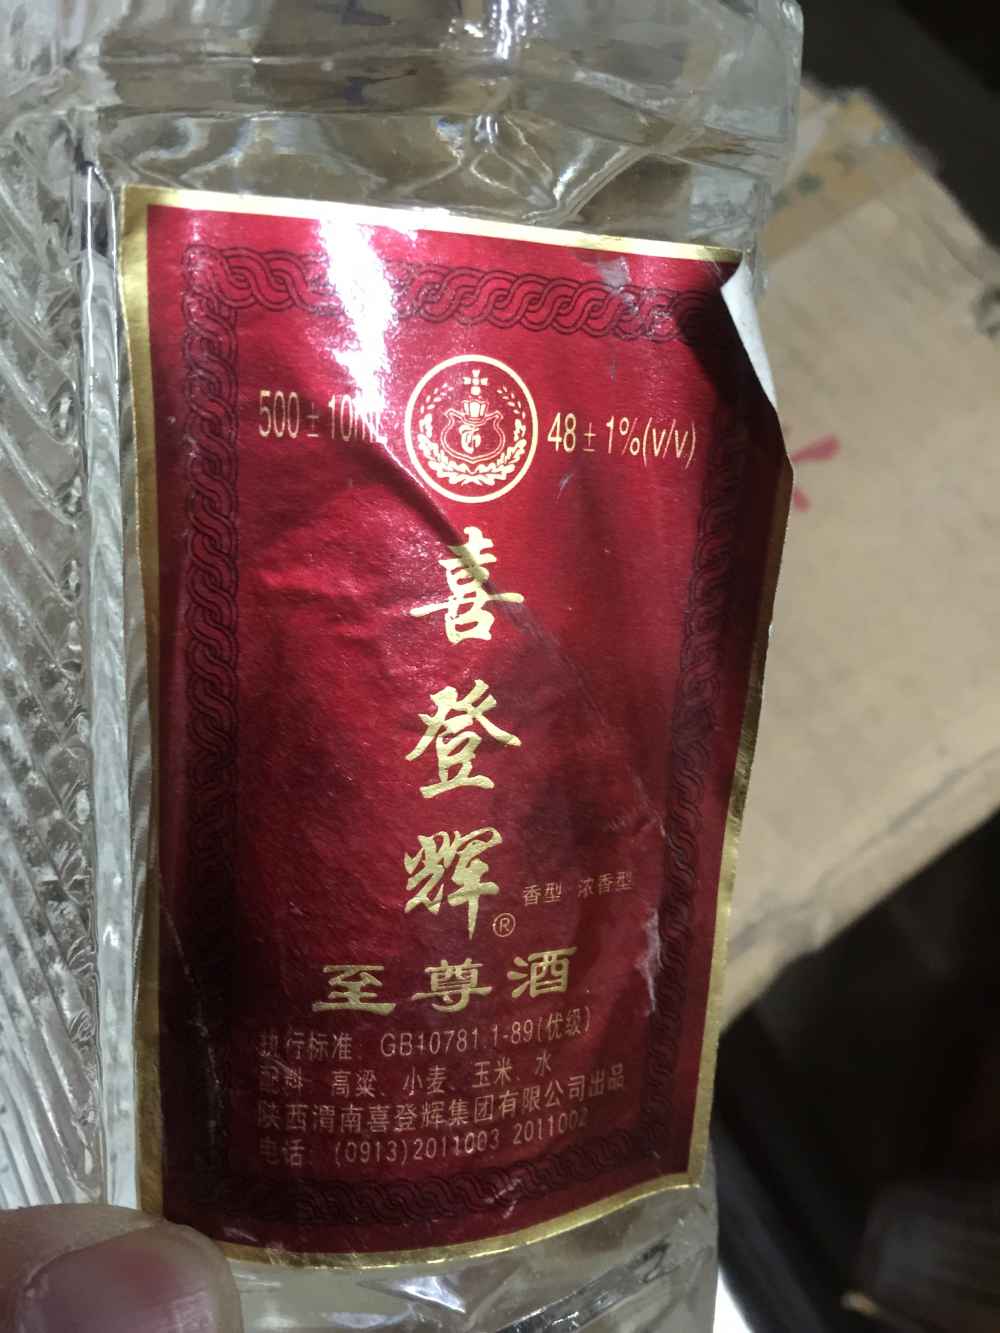 500±10mL
48±1%(v/v)
喜
登
辉®
香型 浓香型
至尊酒
执行标准: GB10781.1-89(优级)
配料 高粱、小麦、玉米、水
陕西渭南喜登辉集团有限公司出品
电话: (0913)2011003 2011002